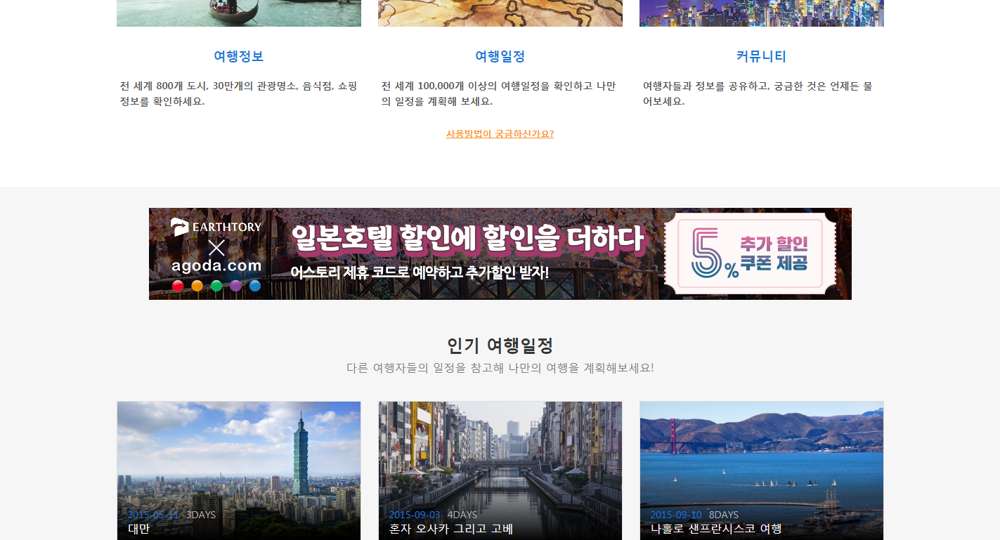 여행정보
전 세계 800개 도시, 30만개의 관광명소, 음식점, 쇼핑
정보를 확인하세요.
여행일정
전 세계 100,000개 이상의 여행일정을 확인하고 나만
의 일정을 계획해 보세요.
커뮤니티
여행자들과 정보를 공유하고, 궁금한 것은 언제든 물
어보세요.
사용방법이 궁금하신가요?
EARTHTORY
X
agoda.com
일본호텔 할인에 할인을 더하다
어스토리 제휴 코드로 예약하고 추가할인 받자!
5%
추가 할인
쿠폰 제공
인기 여행일정
다른 여행자들의 일정을 참고해 나만의 여행을 계획해보세요!
2015-05-11 3DAYS
대만
2015-09-03 4DAYS
혼자 오사카 그리고 고베
2015-09-10 8DAYS
나홀로 샌프란시스코 여행